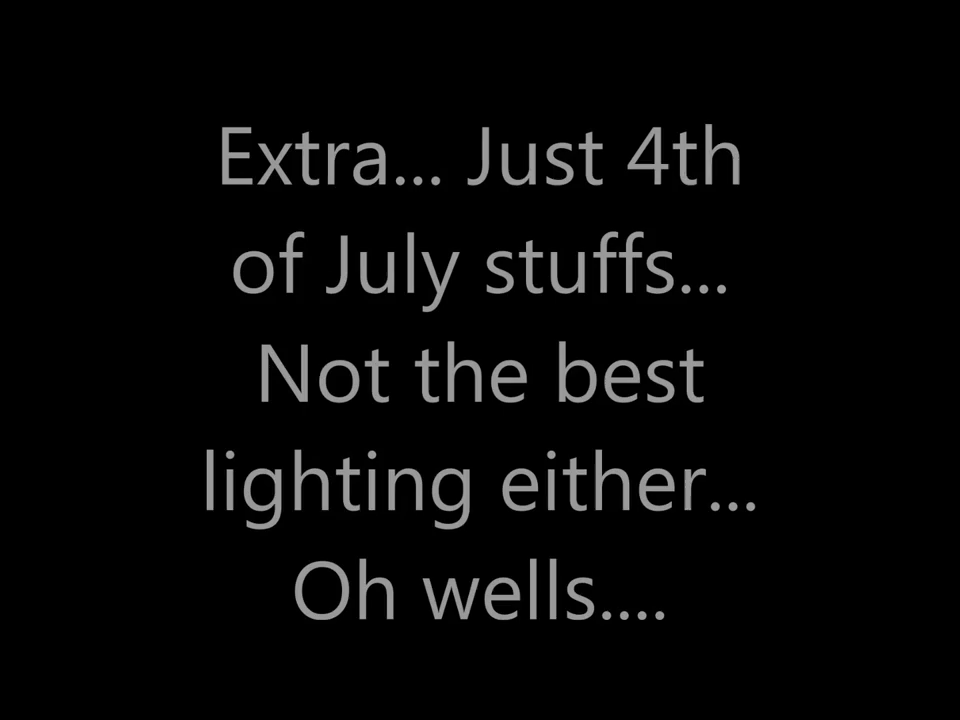 Extra... Just 4th
of July stuffs...
Not the best
lighting either...
Oh wells....